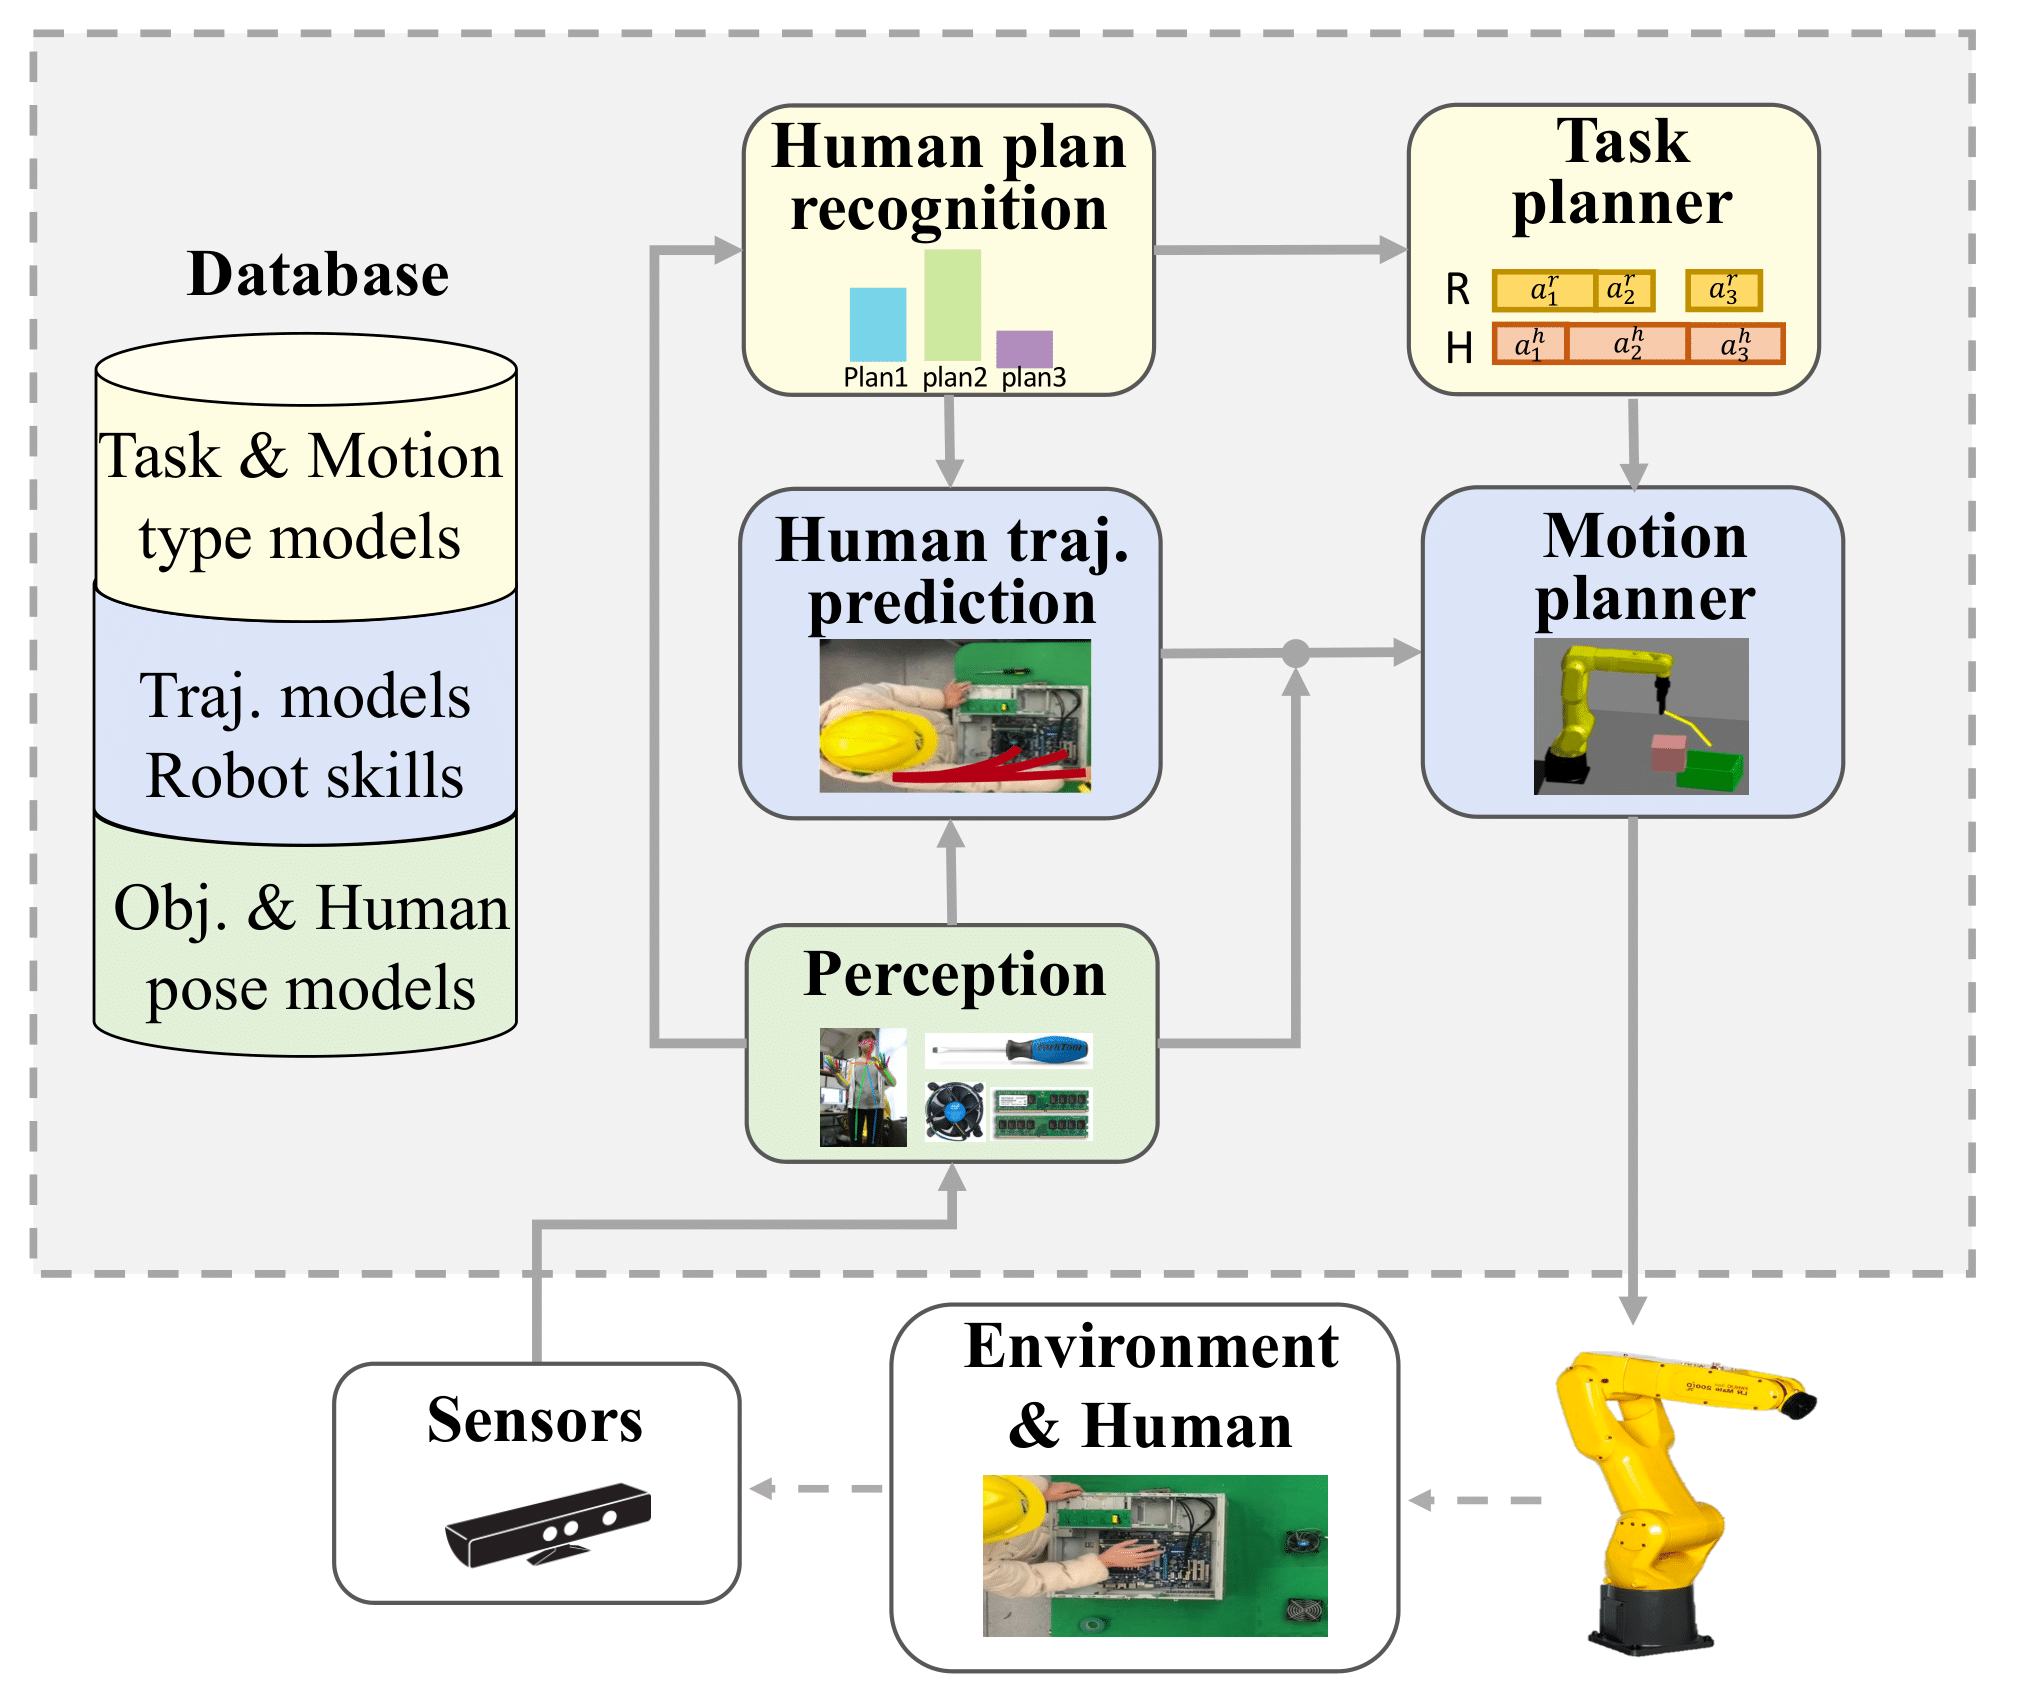 Database
Task & Motion
type models
Traj. models
Robot skills
Obj. & Human
pose models
Human plan
recognition
Plan1 plan2 plan3
Task
planner
R a_1^r a_2^r a_3^r
H a_1^h a_2^h a_3^h
Human traj.
prediction
Motion
planner
Perception
Sensors
Environment
& Human